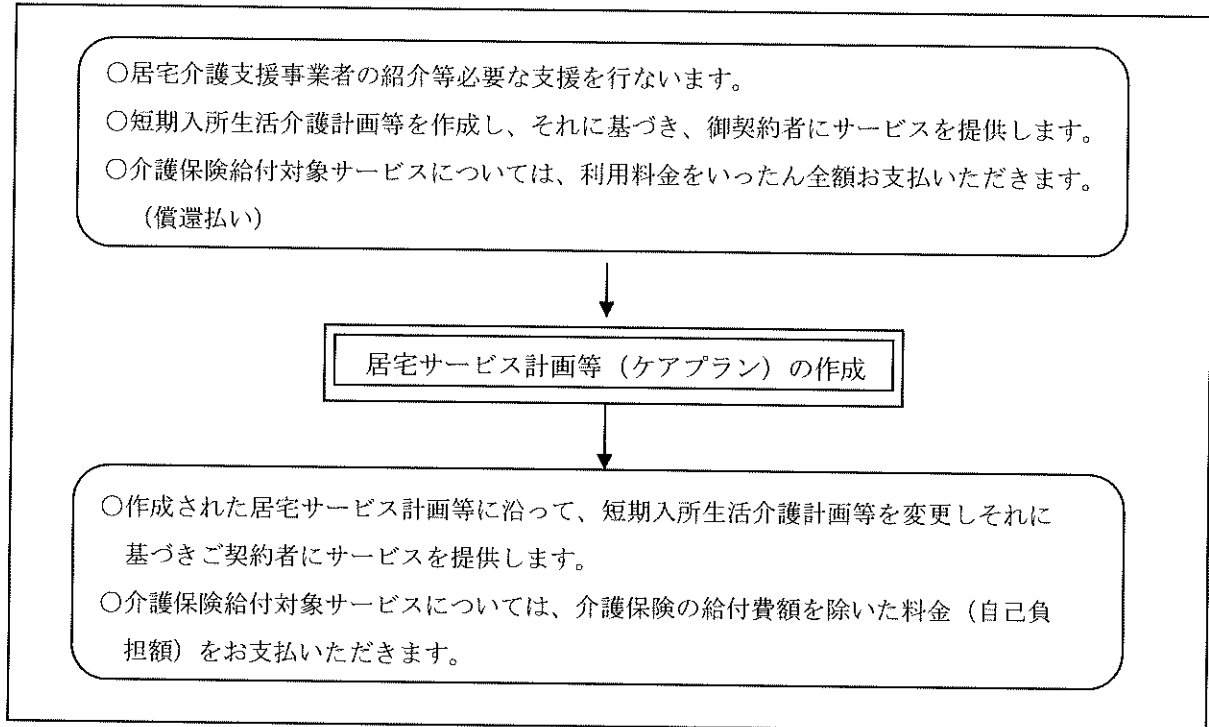 ○居宅介護支援事業者の紹介等必要な支援を行ないます。
○短期入所生活介護計画等を作成し、それに基づき、御契約者にサービスを提供します。
○介護保険給付対象サービスについては、利用料金をいったん全額お支払いただきます。
（償還払い）
居宅サービス計画等（ケアプラン）の作成
○作成された居宅サービス計画等に沿って、短期入所生活介護計画等を変更しそれに
基づきご契約者にサービスを提供します。
○介護保険給付対象サービスについては、介護保険の給付費額を除いた料金（自己負
担額）をお支払いただきます。